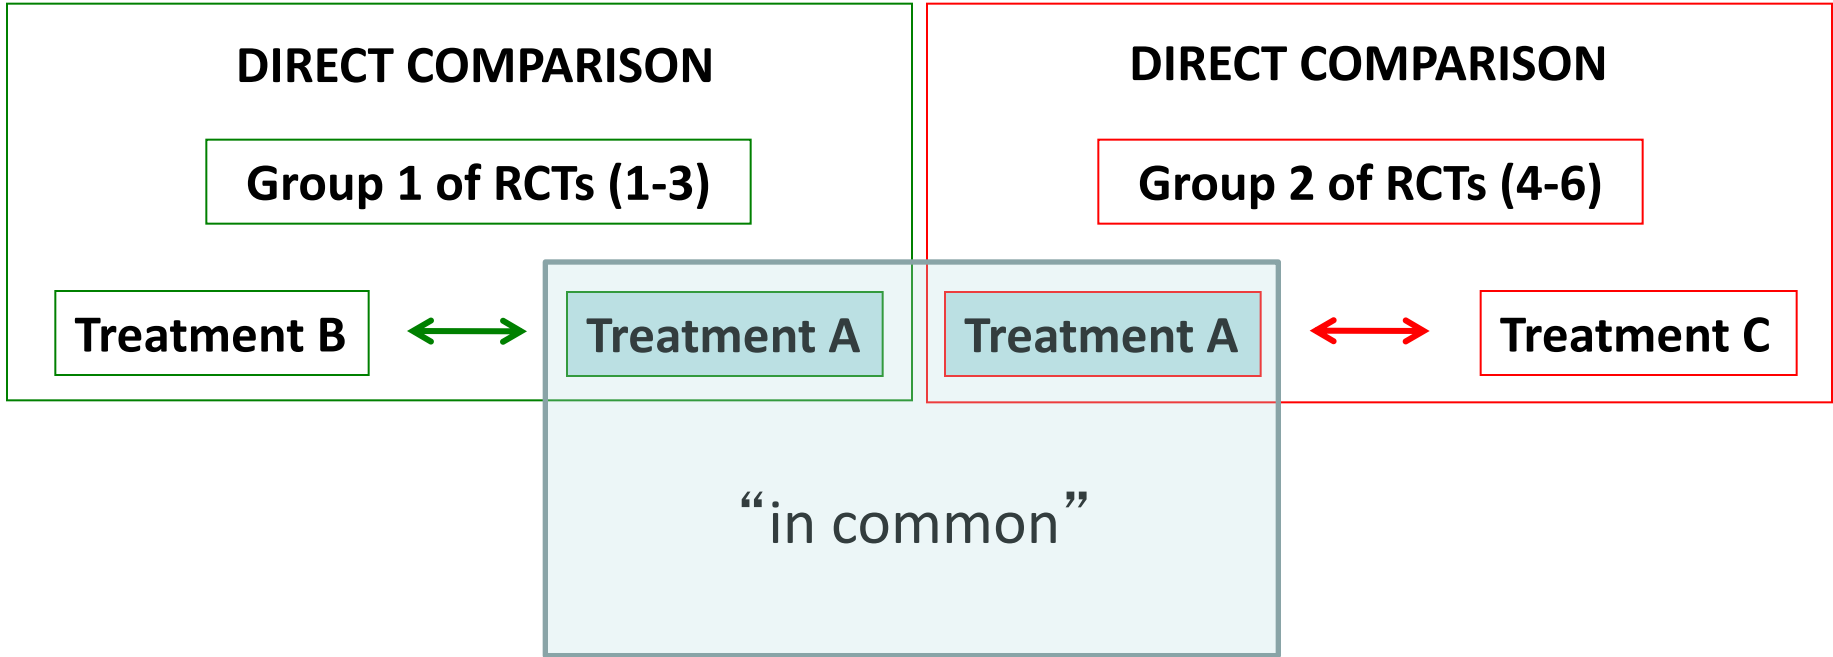 DIRECT COMPARISON
Group 1 of RCTs (1-3)
Treatment B
Treatment A
DIRECT COMPARISON
Group 2 of RCTs (4-6)
Treatment A
Treatment C
“in common”